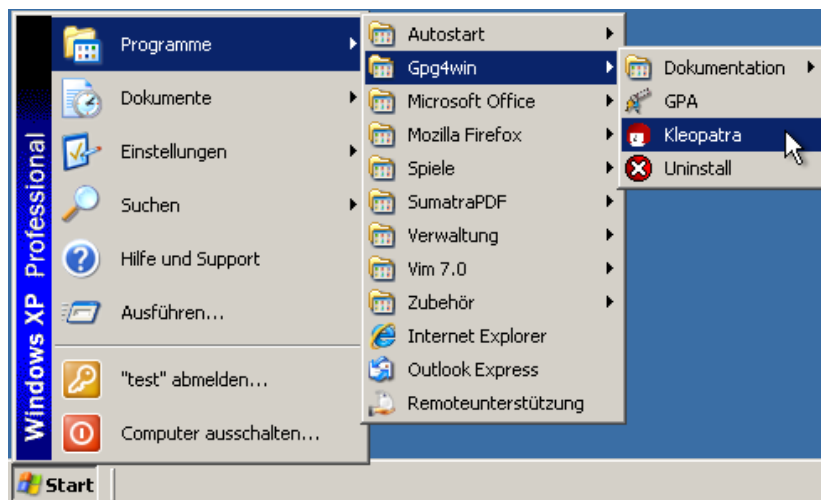 Windows XP Professional
Programme
Dokumente
Einstellungen
Suchen
Hilfe und Support
Ausführen...
"test" abmelden...
Computer ausschalten...
Autostart
Gpg4win
Microsoft Office
Mozilla Firefox
Spiele
SumatraPDF
Verwaltung
Vim 7.0
Zubehör
Internet Explorer
Outlook Express
Remoteunterstützung
Dokumentation
GPA
Kleopatra
Uninstall
Start